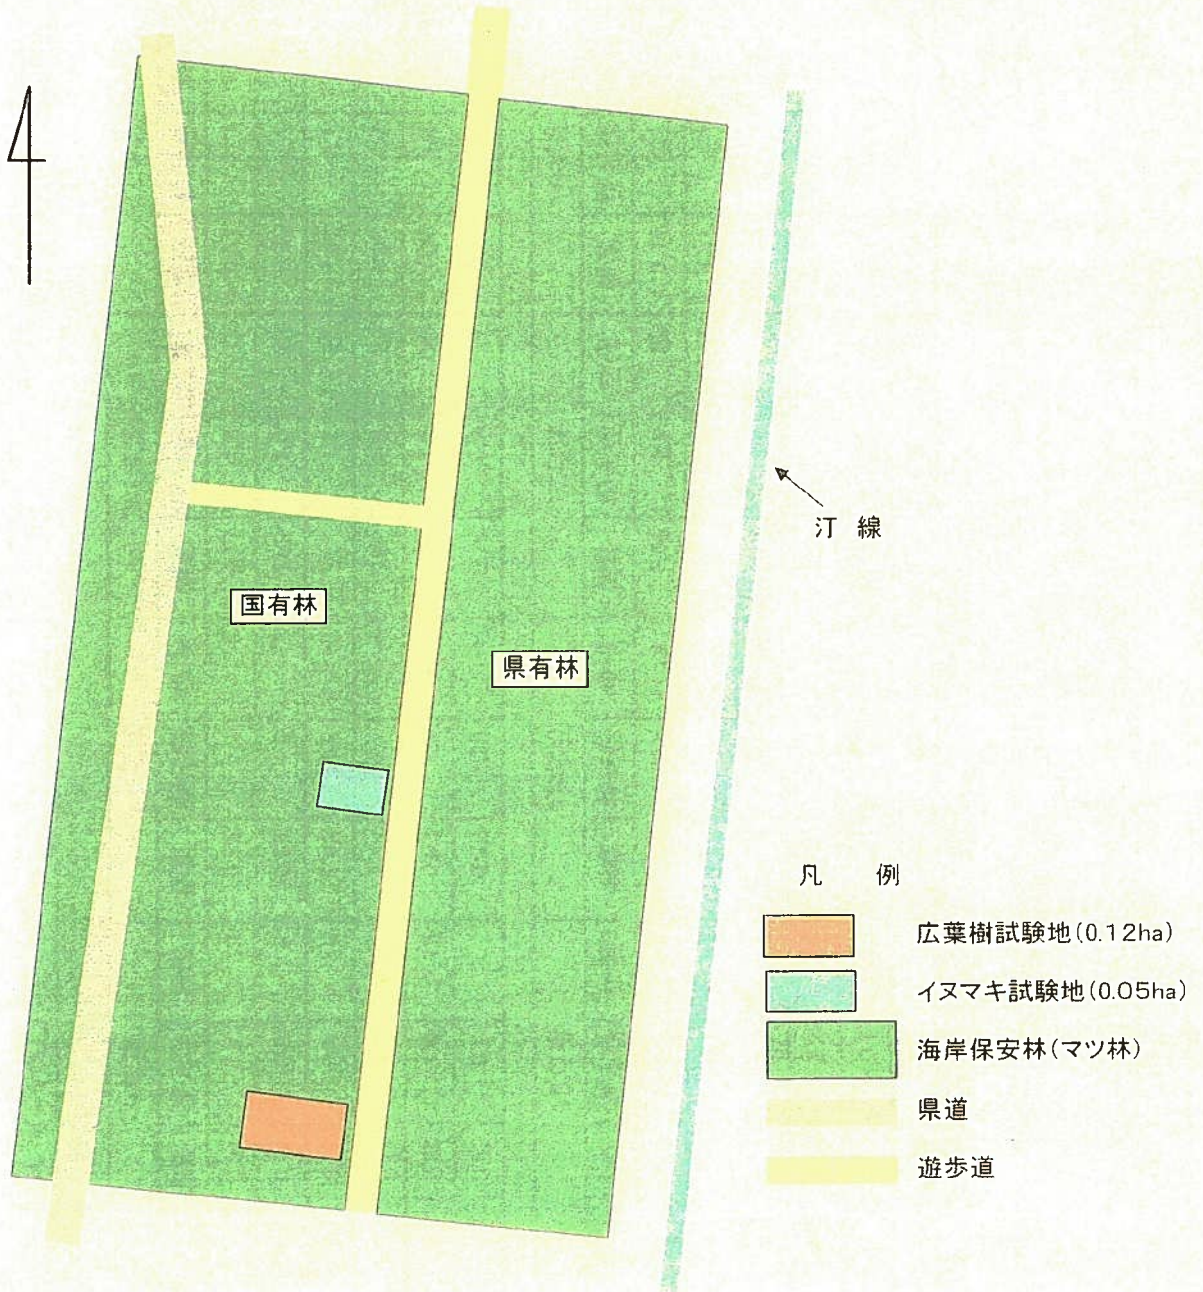 汀 線
国有林
県有林
凡 例
広葉樹試験地(0.12ha)
イヌマキ試験地(0.05ha)
海岸保安林(マツ林)
県道
遊歩道